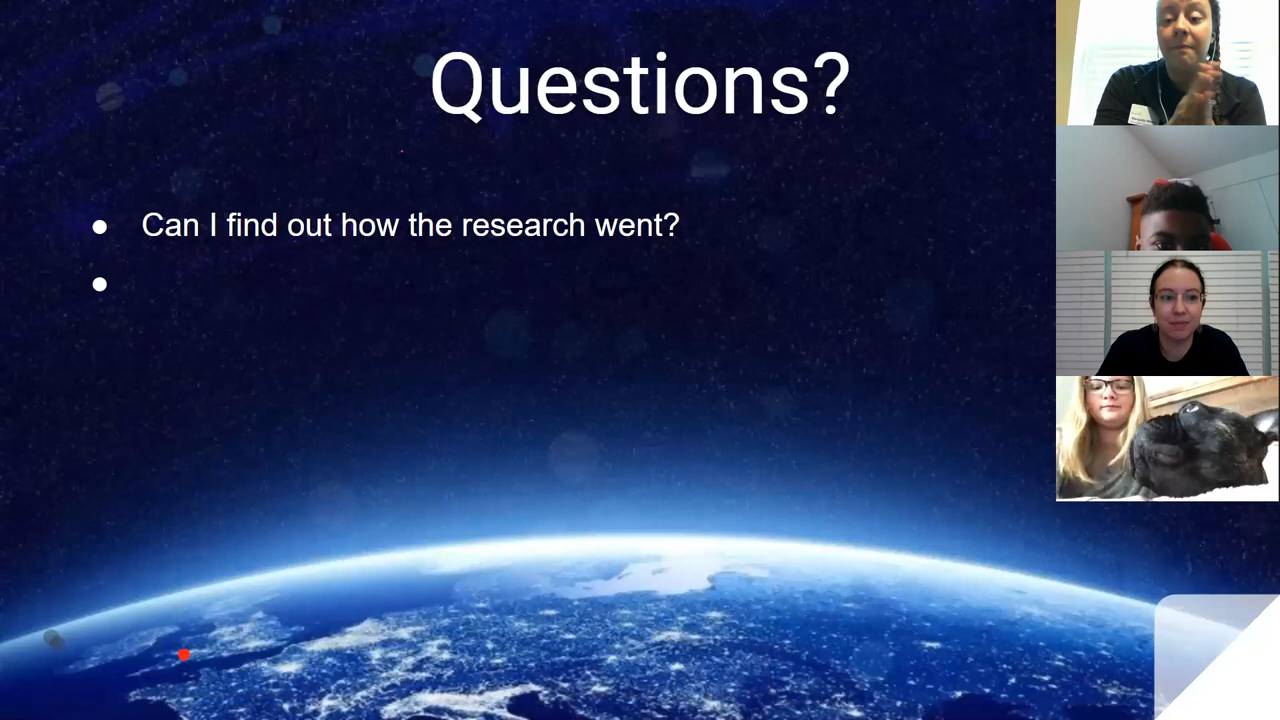 Questions?
● Can I find out how the research went?
●